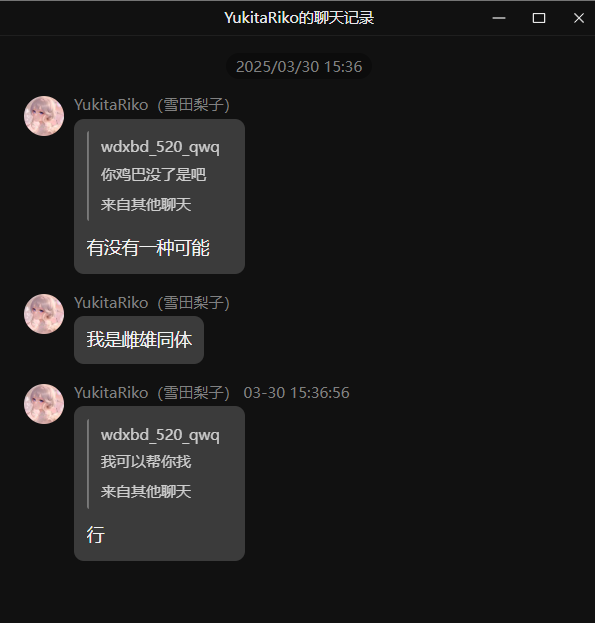 YukitaRiko的聊天记录
2025/03/30 15:36
YukitaRiko（雪田梨子）
wdxbd_520_qwq
你鸡巴没了是吧
来自其他聊天
有没有一种可能
YukitaRiko（雪田梨子）
我是雌雄同体
YukitaRiko（雪田梨子） 03-30 15:36:56
wdxbd_520_qwq
我可以帮你找
来自其他聊天
行